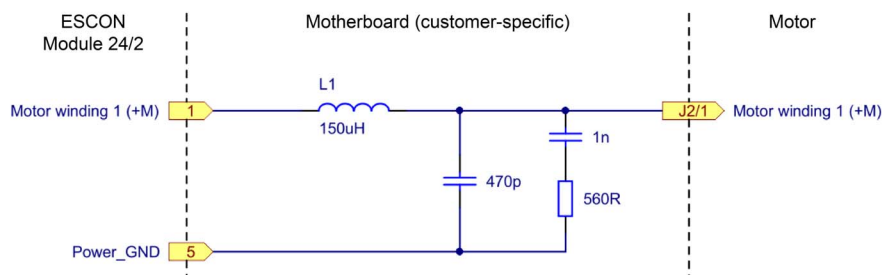 ESCON
Module 24/2
Motherboard (customer-specific)
Motor
L1
Motor winding 1 (+M)
1
150uH
J2/1
Motor winding 1 (+M)
1n
470p
560R
Power_GND
5